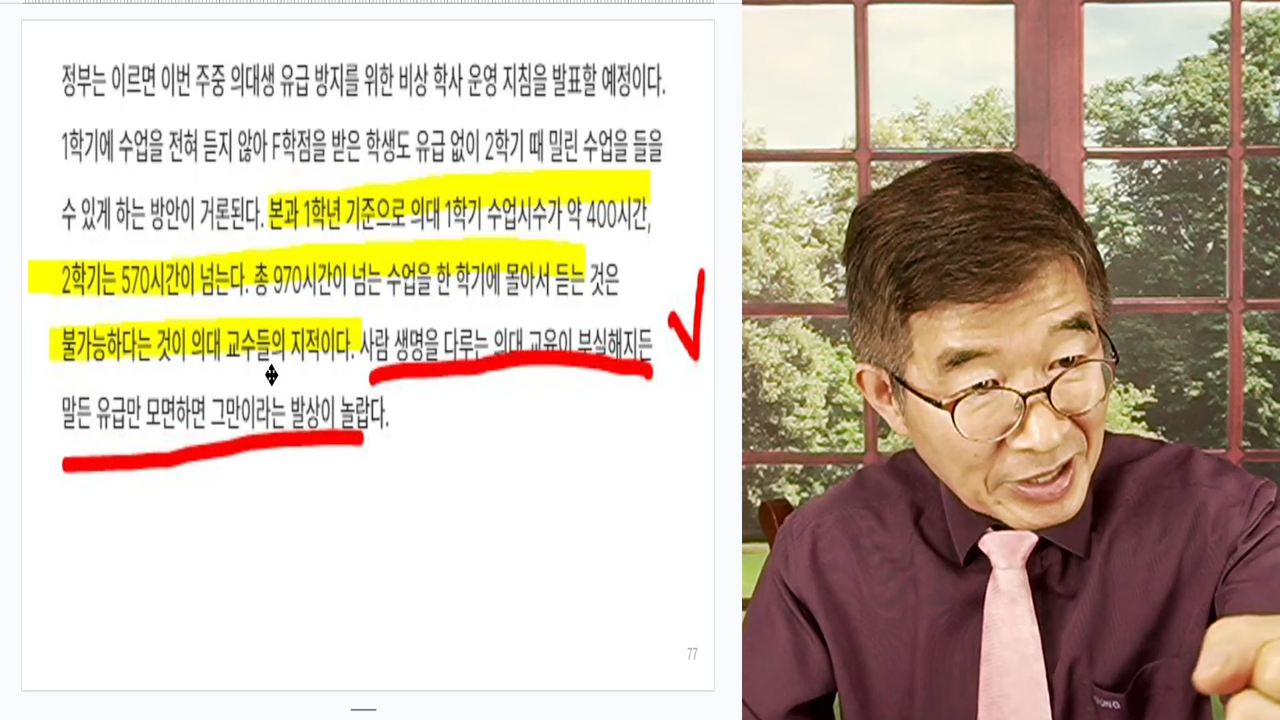 정부는 이르면 이번 주중 의대생 유급 방지를 위한 비상 학사 운영 지침을 발표할 예정이다.
1학기에 수업을 전혀 듣지 않아 F학점을 받은 학생도 유급 없이 2학기 때 밀린 수업을 들을
수 있게 하는 방안이 거론된다. 본과 1학년 기준으로 의대 1학기 수업시수가 약 400시간,
2학기는 570시간이 넘는다. 총 970시간이 넘는 수업을 한 학기에 몰아서 듣는 것은
불가능하다는 것이 의대 교수들의 지적이다. 사람 생명을 다루는 의대 교육이 부실해지든
말든 유급만 모면하면 그만이라는 발상이 놀랍다.
77